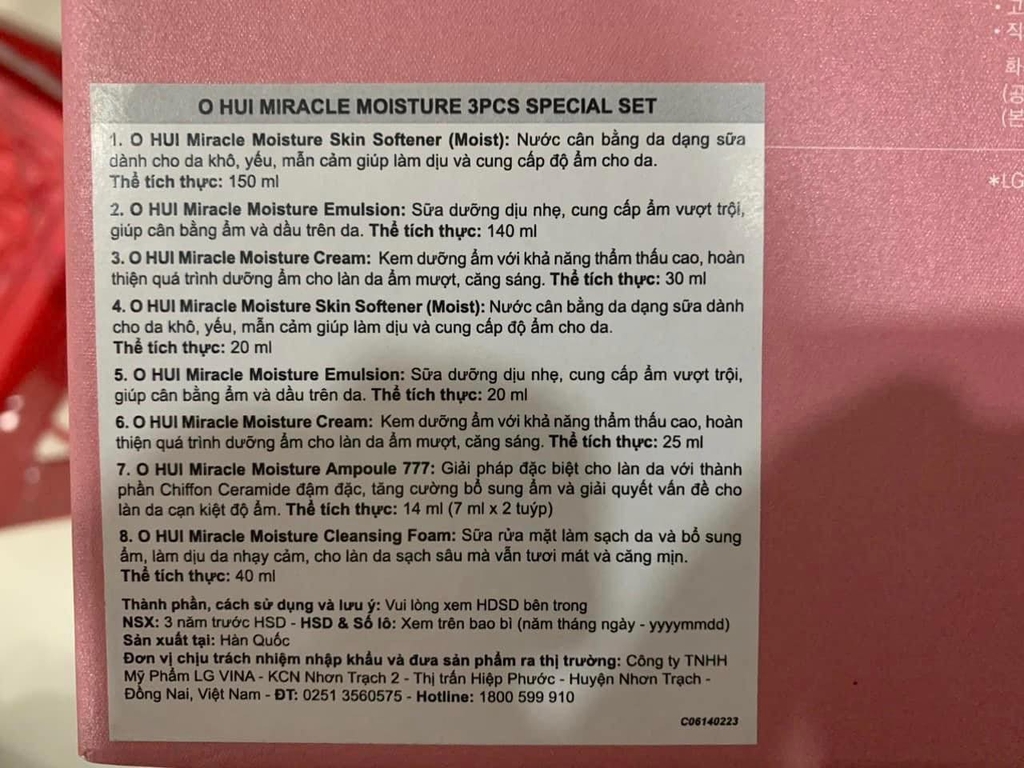 O HUI MIRACLE MOISTURE 3PCS SPECIAL SET
1. O HUI Miracle Moisture Skin Softener (Moist): Nước cân bằng da dạng sữa
dành cho da khô, yếu, mẫn cảm giúp làm dịu và cung cấp độ ẩm cho da.
Thể tích thực: 150 ml
2. O HUI Miracle Moisture Emulsion: Sữa dưỡng dịu nhẹ, cung cấp ẩm vượt trội,
giúp cân bằng ẩm và dầu trên da. Thể tích thực: 140 ml
3. O HUI Miracle Moisture Cream: Kem dưỡng ẩm với khả năng thẩm thấu cao, hoàn
thiện quá trình dưỡng ẩm cho làn da ẩm mượt, căng sáng. Thể tích thực: 30 ml
4. O HUI Miracle Moisture Skin Softener (Moist): Nước cân bằng da dạng sữa dành
cho da khô, yếu, mẫn cảm giúp làm dịu và cung cấp độ ẩm cho da.
Thể tích thực: 20 ml
5. O HUI Miracle Moisture Emulsion: Sữa dưỡng dịu nhẹ, cung cấp ẩm vượt trội,
giúp cân bằng ẩm và dầu trên da. Thể tích thực: 20 ml
6. O HUI Miracle Moisture Cream: Kem dưỡng ẩm với khả năng thẩm thấu cao, hoàn
thiện quá trình dưỡng ẩm cho làn da ẩm mượt, căng sáng. Thể tích thực: 25 ml
7. O HUI Miracle Moisture Ampoule 777: Giải pháp đặc biệt cho làn da với thành
phần Chiffon Ceramide đậm đặc, tăng cường bổ sung ẩm và giải quyết vấn đề cho
làn da cạn kiệt độ ẩm. Thể tích thực: 14 ml (7 ml x 2 tuýp)
8. O HUI Miracle Moisture Cleansing Foam: Sữa rửa mặt làm sạch da và bổ sung
ẩm, làm dịu da nhạy cảm, cho làn da sạch sâu mà vẫn tươi mát và căng mịn.
Thể tích thực: 40 ml
Thành phần, cách sử dụng và lưu ý: Vui lòng xem HDSD bên trong
NSX: 3 năm trước HSD - HSD & Số lô: Xem trên bao bì (năm tháng ngày - yyyymmdd)
Sản xuất tại: Hàn Quốc
Đơn vị chịu trách nhiệm nhập khẩu và đưa sản phẩm ra thị trường: Công ty TNHH
Mỹ Phẩm LG VINA - KCN Nhơn Trạch 2 - Thị trấn Hiệp Phước - Huyện Nhơn Trạch -
Đồng Nai, Việt Nam - ĐT: 0251 3560575 - Hotline: 1800 599 910
C06140223
• 고
• 직
화
(공
(본
*LG